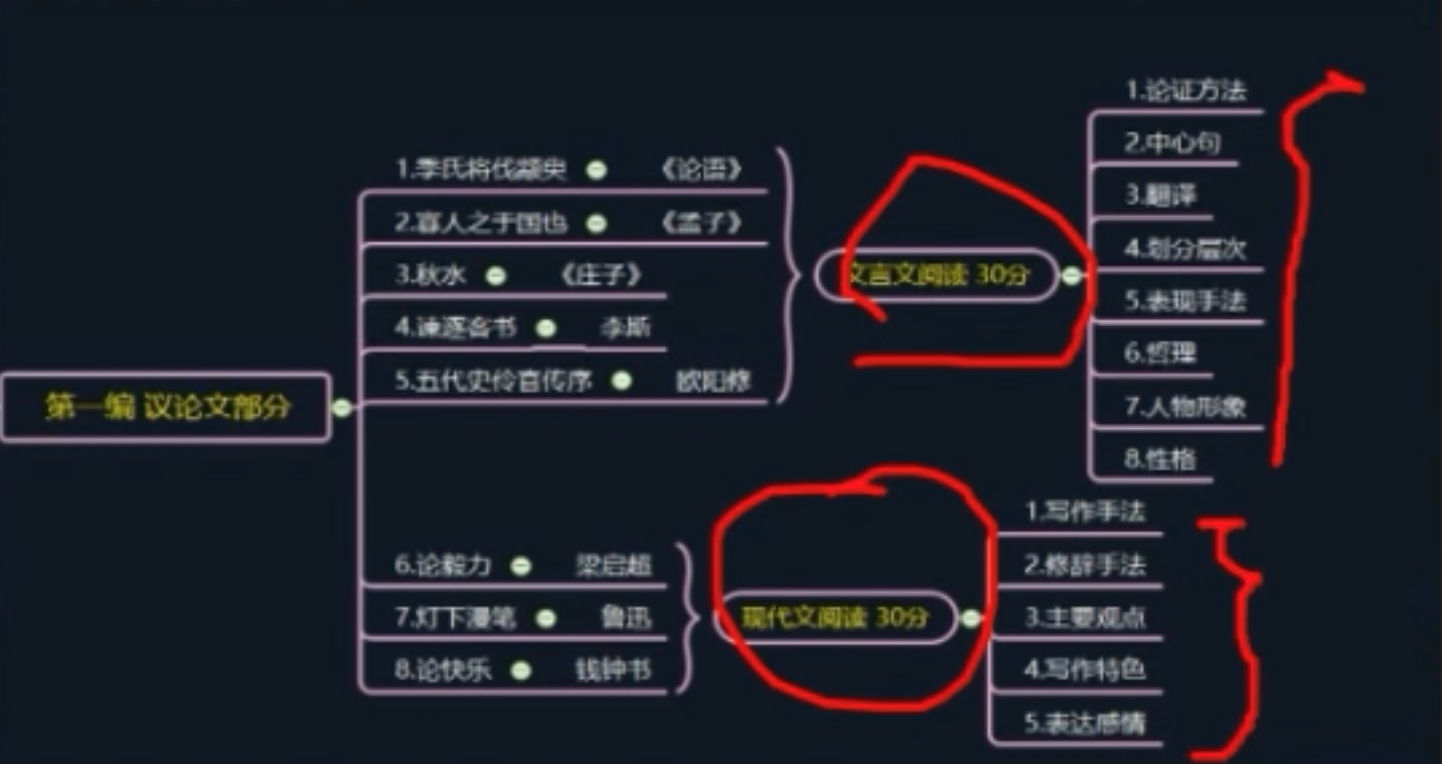 第一编 议论文部分
1.季氏将伐颛臾 《论语》
2.寡人之于国也 《孟子》
3.秋水 《庄子》
4.谏逐客书 李斯
5.五代史伶官传序 欧阳修
文言文阅读 30分
1.论证方法
2.中心句
3.翻译
4.划分层次
5.表现手法
6.哲理
7.人物形象
8.性格
6.论毅力 梁启超
7.灯下漫笔 鲁迅
8.论快乐 钱钟书
现代文阅读 30分
1.写作手法
2.修辞手法
3.主要观点
4.写作特色
5.表达感情